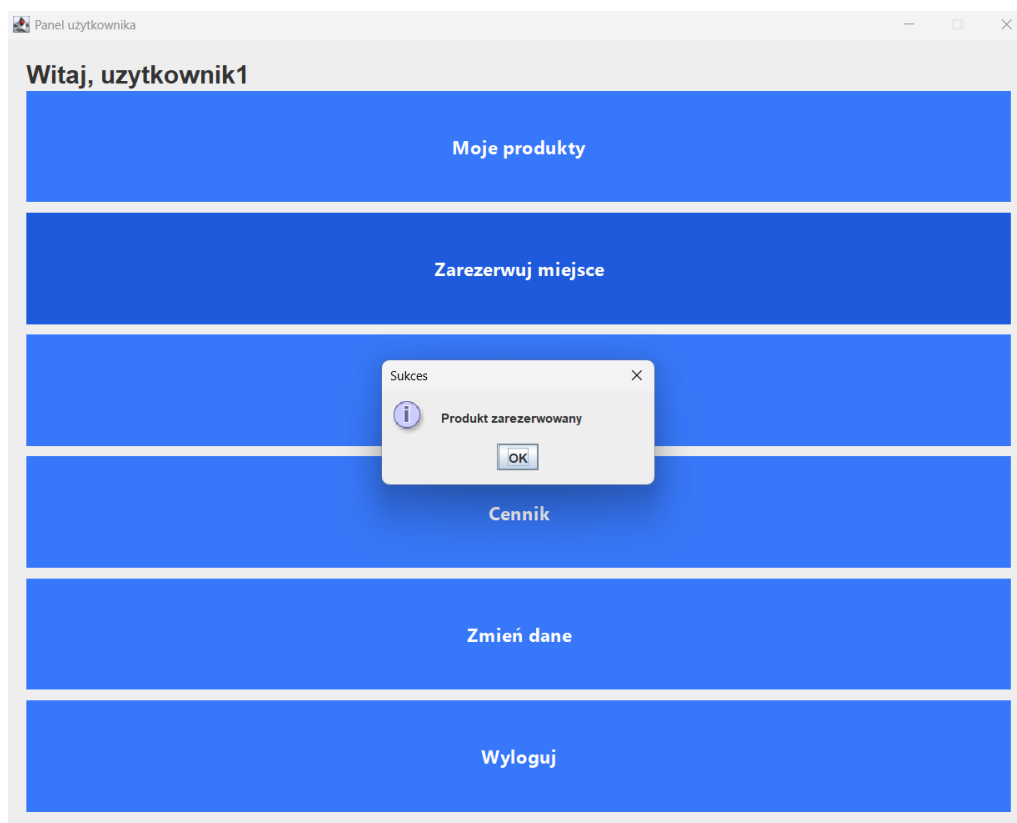 Panel użytkownika
Witaj, uzytkownik1
Moje produkty
Zarezerwuj miejsce
Sukces
Produkt zarezerwowany
OK
Cennik
Zmień dane
Wyloguj